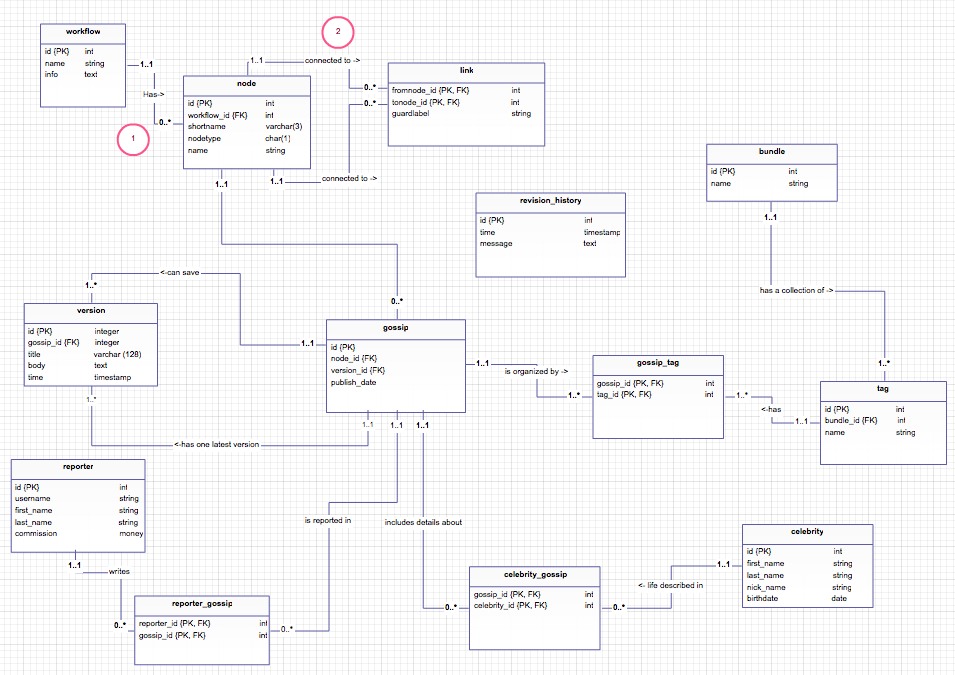 workflow
id {PK} int
name string
info text
1..1
Has->
0..*
1
2
1..1
connected to ->
0..*
0..*
node
id {PK} int
workflow_id {FK} int
shortname varchar(3)
nodetype char(1)
name string
link
fromnode_id {PK, FK} int
tonode_id {PK, FK} int
guardlabel string
1..1
1..1
connected to ->
bundle
id {PK} int
name string
1..1
has a collection of ->
1..*
revision_history
id {PK} int
time timestamp
message text
<-can save
1..*
1..1
0..*
version
id {PK} integer
gossip_id {FK} integer
title varchar (128)
body text
time timestamp
1..*
gossip
id {PK}
node_id {FK}
version_id {FK}
publish_date
1..1
is organized by ->
1..*
gossip_tag
gossip_id {PK, FK} int
tag_id {PK, FK} int
1..*
<-has
1..1
tag
id {PK} int
bundle_id {FK} int
name string
1..1
1..1
1..1
<-has one latest version
reporter
id {PK} int
username string
first_name string
last_name string
commission money
1..1
writes
0..*
is reported in
includes details about
reporter_gossip
reporter_id {PK, FK} int
gossip_id {PK, FK} int
0..*
celebrity_gossip
gossip_id {PK, FK} int
celebrity_id {PK, FK} int
0..*
0..*
<- life described in
1..1
celebrity
id {PK} int
first_name string
last_name string
nick_name string
birthdate date